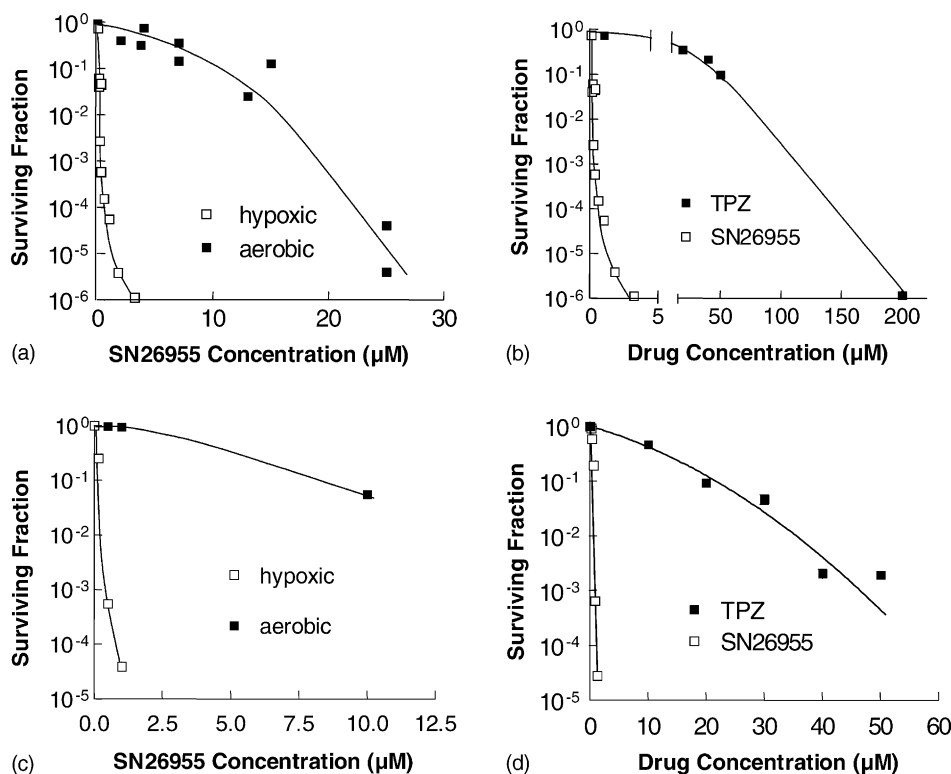 Surviving Fraction
10^0
10^-1
10^-2
10^-3
10^-4
10^-5
10^-6
hypoxic
aerobic
0 10 20 30
(a) SN26955 Concentration (µM)
Surviving Fraction
10^0
10^-1
10^-2
10^-3
10^-4
10^-5
10^-6
TPZ
SN26955
0 5 50 100 150 200
(b) Drug Concentration (µM)
Surviving Fraction
10^0
10^-1
10^-2
10^-3
10^-4
10^-5
hypoxic
aerobic
0.0 2.5 5.0 7.5 10.0 12.5
(c) SN26955 Concentration (µM)
Surviving Fraction
10^0
10^-1
10^-2
10^-3
10^-4
10^-5
TPZ
SN26955
0 10 20 30 40 50 60
(d) Drug Concentration (µM)